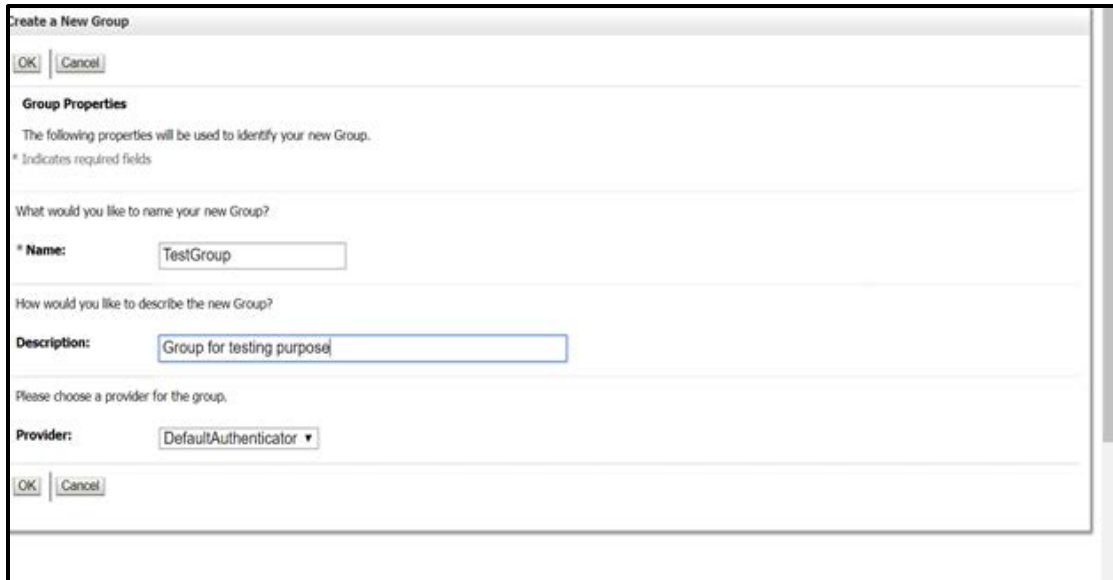 Create a New Group
OK Cancel
Group Properties
The following properties will be used to identify your new Group.
* Indicates required fields
What would you like to name your new Group?
* Name: TestGroup
How would you like to describe the new Group?
Description: Group for testing purpose
Please choose a provider for the group.
Provider: DefaultAuthenticator
OK Cancel